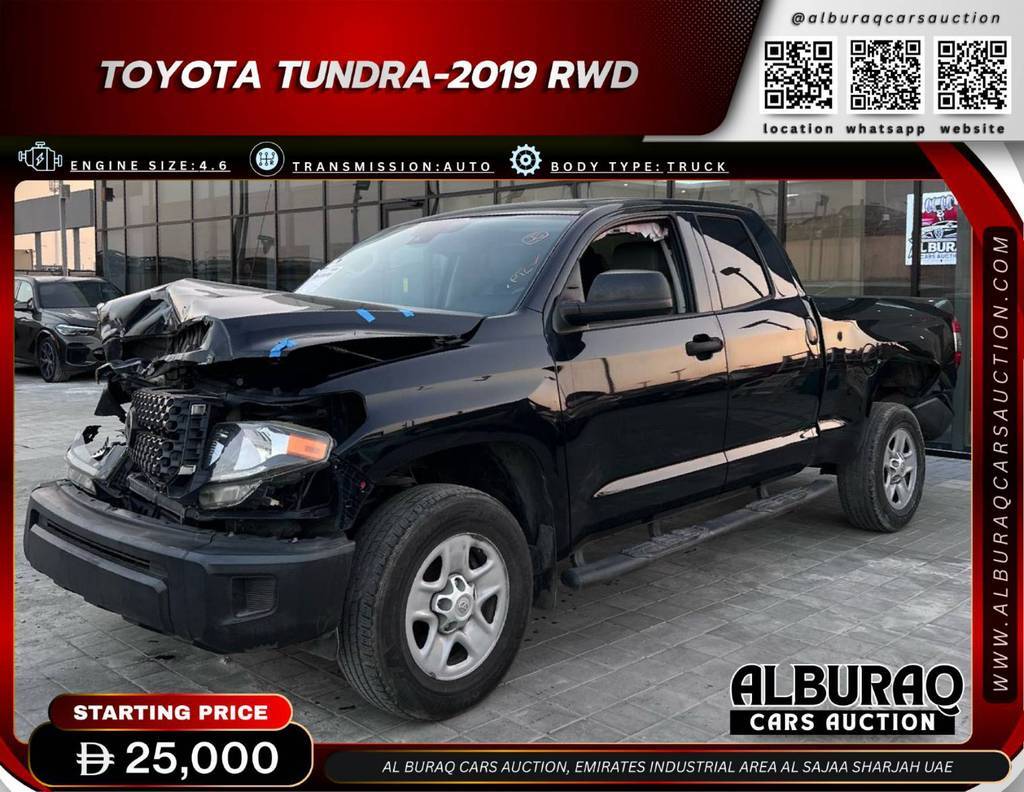 @alburaqcarsauction
TOYOTA TUNDRA-2019 RWD
location whatsapp website
ENGINE SIZE:4.6 TRANSMISSION:AUTO BODY TYPE: TRUCK
WWW.ALBURAQCARSAUCTION.COM
ALBURAQ
CARS AUCTION
STARTING PRICE
25,000
AL BURAQ CARS AUCTION, EMIRATES INDUSTRIAL AREA AL SAJAA SHARJAH UAE